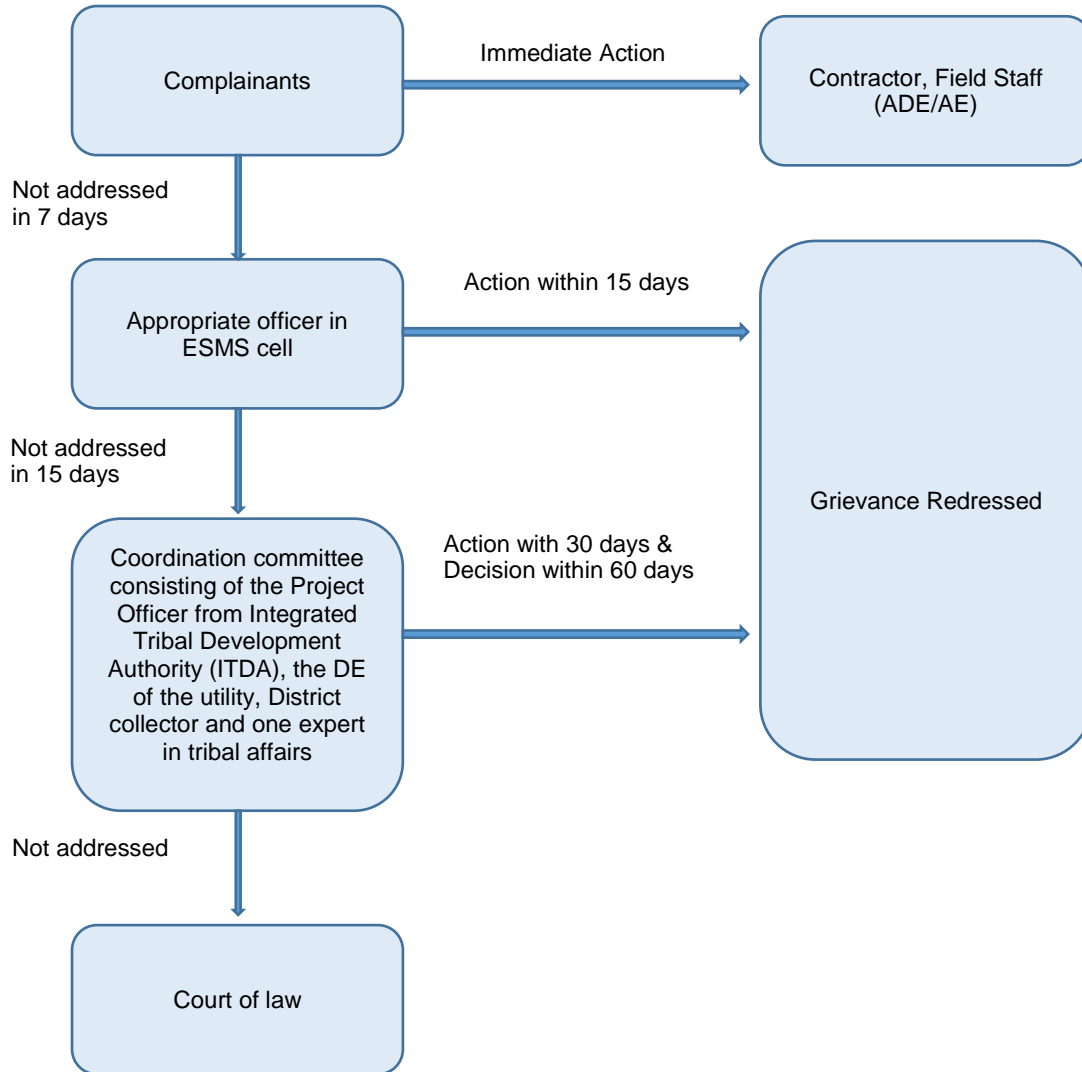 Complainants
Immediate Action
Contractor, Field Staff
(ADE/AE)
Not addressed
in 7 days
Appropriate officer in
ESMS cell
Action within 15 days
Not addressed
in 15 days
Grievance Redressed
Coordination committee
consisting of the Project
Officer from Integrated
Tribal Development
Authority (ITDA), the DE
of the utility, District
collector and one expert
in tribal affairs
Action with 30 days &
Decision within 60 days
Not addressed
Court of law